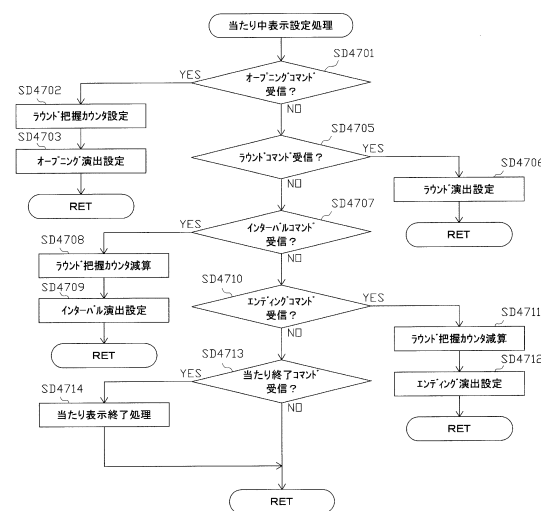 当たり中表示設定処理
SD4701
オープニングコマンド
受信？
YES
NO
SD4702
ラウンド把握カウンタ設定
SD4703
オープニング演出設定
RET
SD4705
ラウンドコマンド受信？
YES
NO
SD4706
ラウンド演出設定
RET
SD4707
インターバルコマンド
受信？
YES
NO
SD4708
ラウンド把握カウンタ減算
SD4709
インターバル演出設定
RET
SD4710
エンディングコマンド
受信？
YES
NO
SD4711
ラウンド把握カウンタ減算
SD4712
エンディング演出設定
RET
SD4713
当たり終了コマンド
受信？
YES
NO
SD4714
当たり表示終了処理
RET